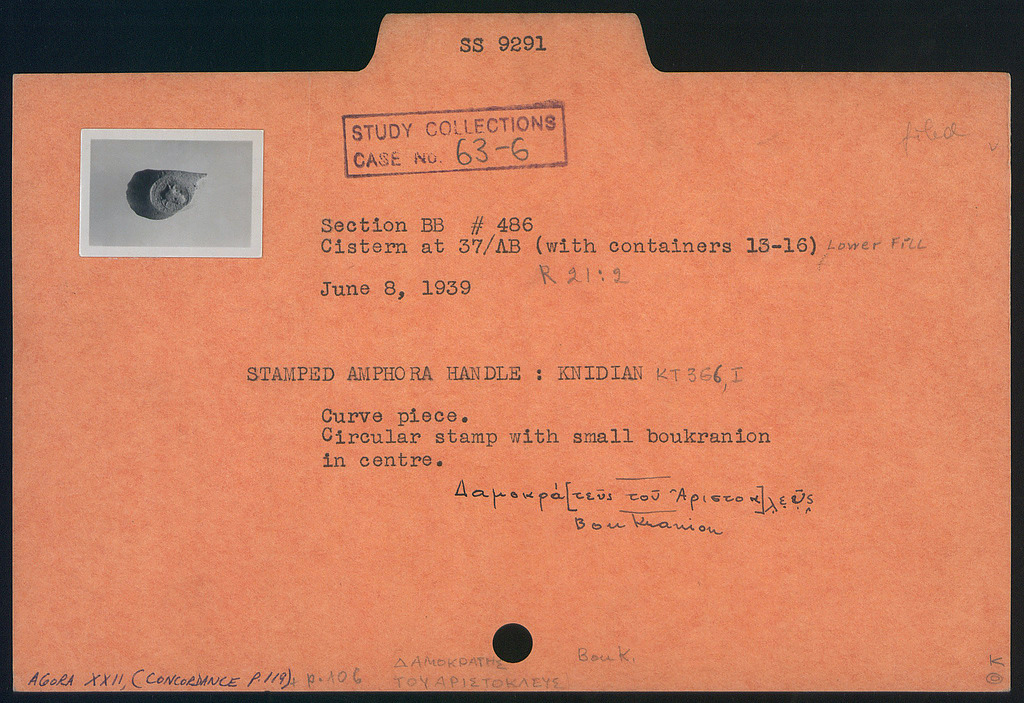 SS 9291
STUDY COLLECTIONS
CASE NO. 63-6
filed
Section BB # 486
Cistern at 37/ΛΒ (with containers 13-16) Lower Fill
R 21:2
June 8, 1939
STAMPED AMPHORA HANDLE : KNIDIAN KT 366, I
Curve piece.
Circular stamp with small boukranion
in centre.
Δαμοκρά[τευ̃ς του̃ Ἀριστοκ]λευ̃ς
Boukranion
ΔΑΜΟΚΡΑΤΗΣ BouK.
AGORA XXII, (CONCORDANCE P. 119) + p. 106 ΤΟΥ ΑΡΙΣΤΟΚΛΕΥΣ
K